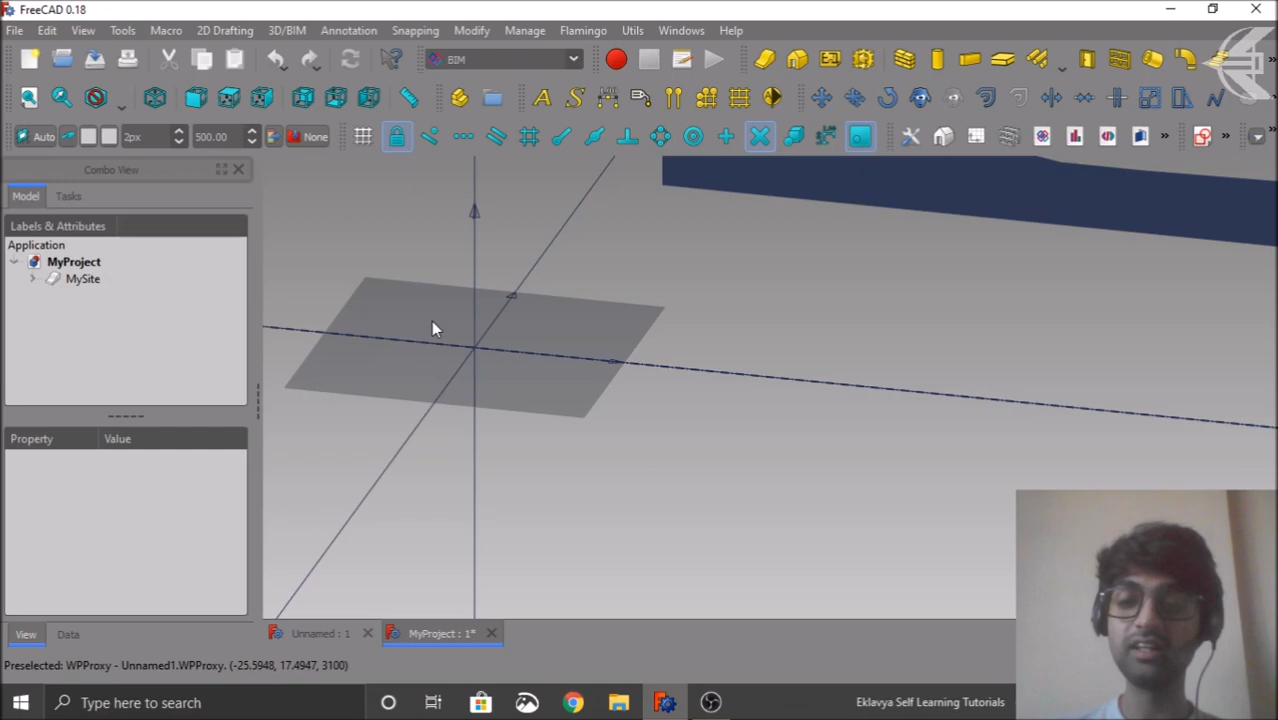 FreeCAD 0.18
File Edit View Tools Macro 2D Drafting 3D/BIM Annotation Snapping Modify Manage Flamingo Utils Windows Help
BIM
Auto 2px 500.00 None
Combo View
Model Tasks
Labels & Attributes
Application
MyProject
MySite
Property Value
View Data
Unnamed : 1 MyProject : 1*
Preselected: WPProxy - Unnamed1.WPProxy. (-25.5948, 17.4947, 3100)
Type here to search
Eklavya Self Learning Tutorials